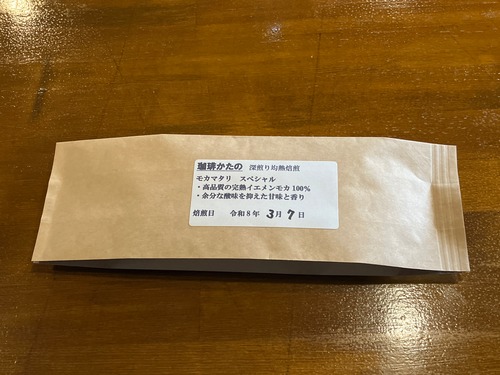 珈琲かたの 深煎り均熱焙煎
モカマタリ スペシャル
・高品質の完熟イエメンモカ100%
・余分な酸味を抑えた甘味と香り
焙煎日 令和8年 3月 7日